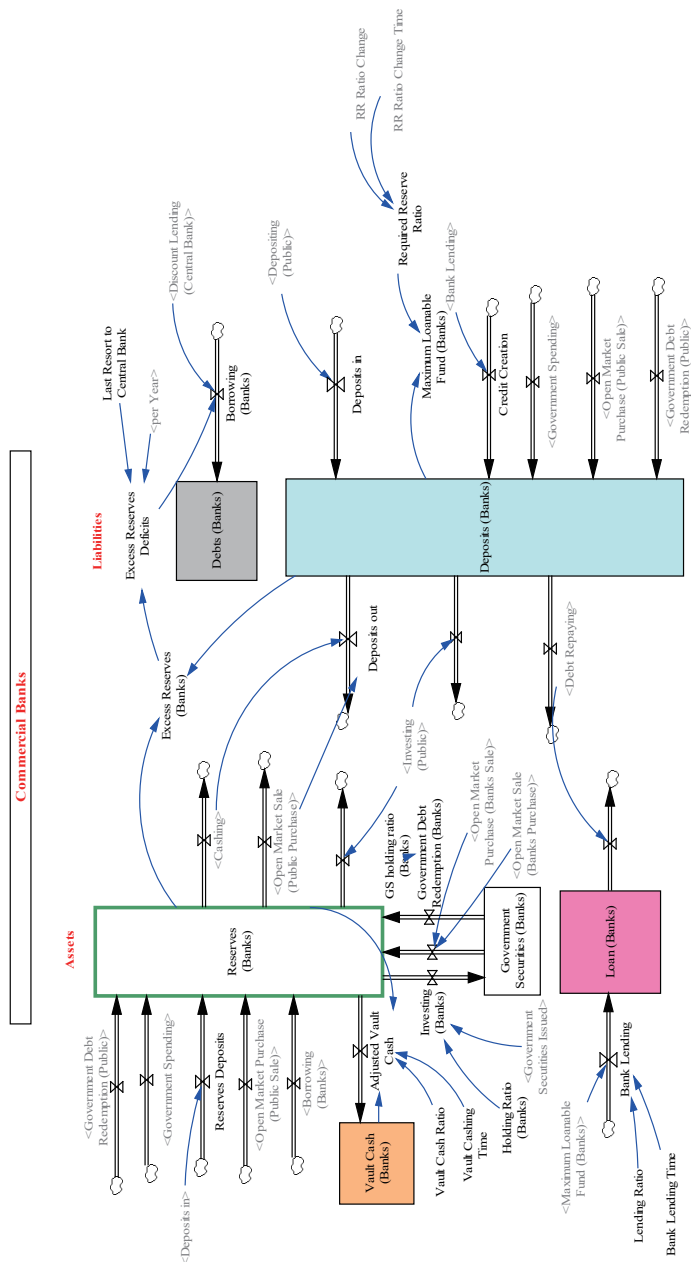 Commercial Banks
Assets
Liabilities
<Government Debt
Redemption (Public)>
<Government Spending>
<Deposits in>
Reserves Deposits
<Open Market Purchase
(Public Sale)>
<Borrowing
(Banks)>
Reserves
(Banks)
<Cashing>
<Open Market Sale
(Public Purchase)>
Excess Reserves
(Banks)
Excess Reserves
Deficits
Last Resort to
Central Bank
<per Year>
<Discount Lending
(Central Bank)>
Debts (Banks)
Borrowing
(Banks)
<Depositing
(Public)>
Deposits in
Deposits out
<Investing
(Public)>
<Debt Repaying>
Deposits (Banks)
Maximum Loanable
Fund (Banks)
Required Reserve
Ratio
RR Ratio Change
RR Ratio Change Time
<Bank Lending>
Credit Creation
<Government Spending>
<Open Market
Purchase (Public Sale)>
<Government Debt
Redemption (Public)>
Vault Cash
(Banks)
Adjusted Vault
Cash
Vault Cash Ratio
Vault Cashing
Time
Holding Ratio
(Banks)
Investing
(Banks)
<Government
Secutities Issued>
GS holding ratio
(Banks)
Government Debt
Redemption (Banks)
<Open Market
Purchase (Banks Sale)>
<Open Market Sale
(Banks Purchase)>
Government
Securities (Banks)
Loan (Banks)
Bank Lending
<Maximum Loanable
Fund (Banks)>
Lending Ratio
Bank Lending Time